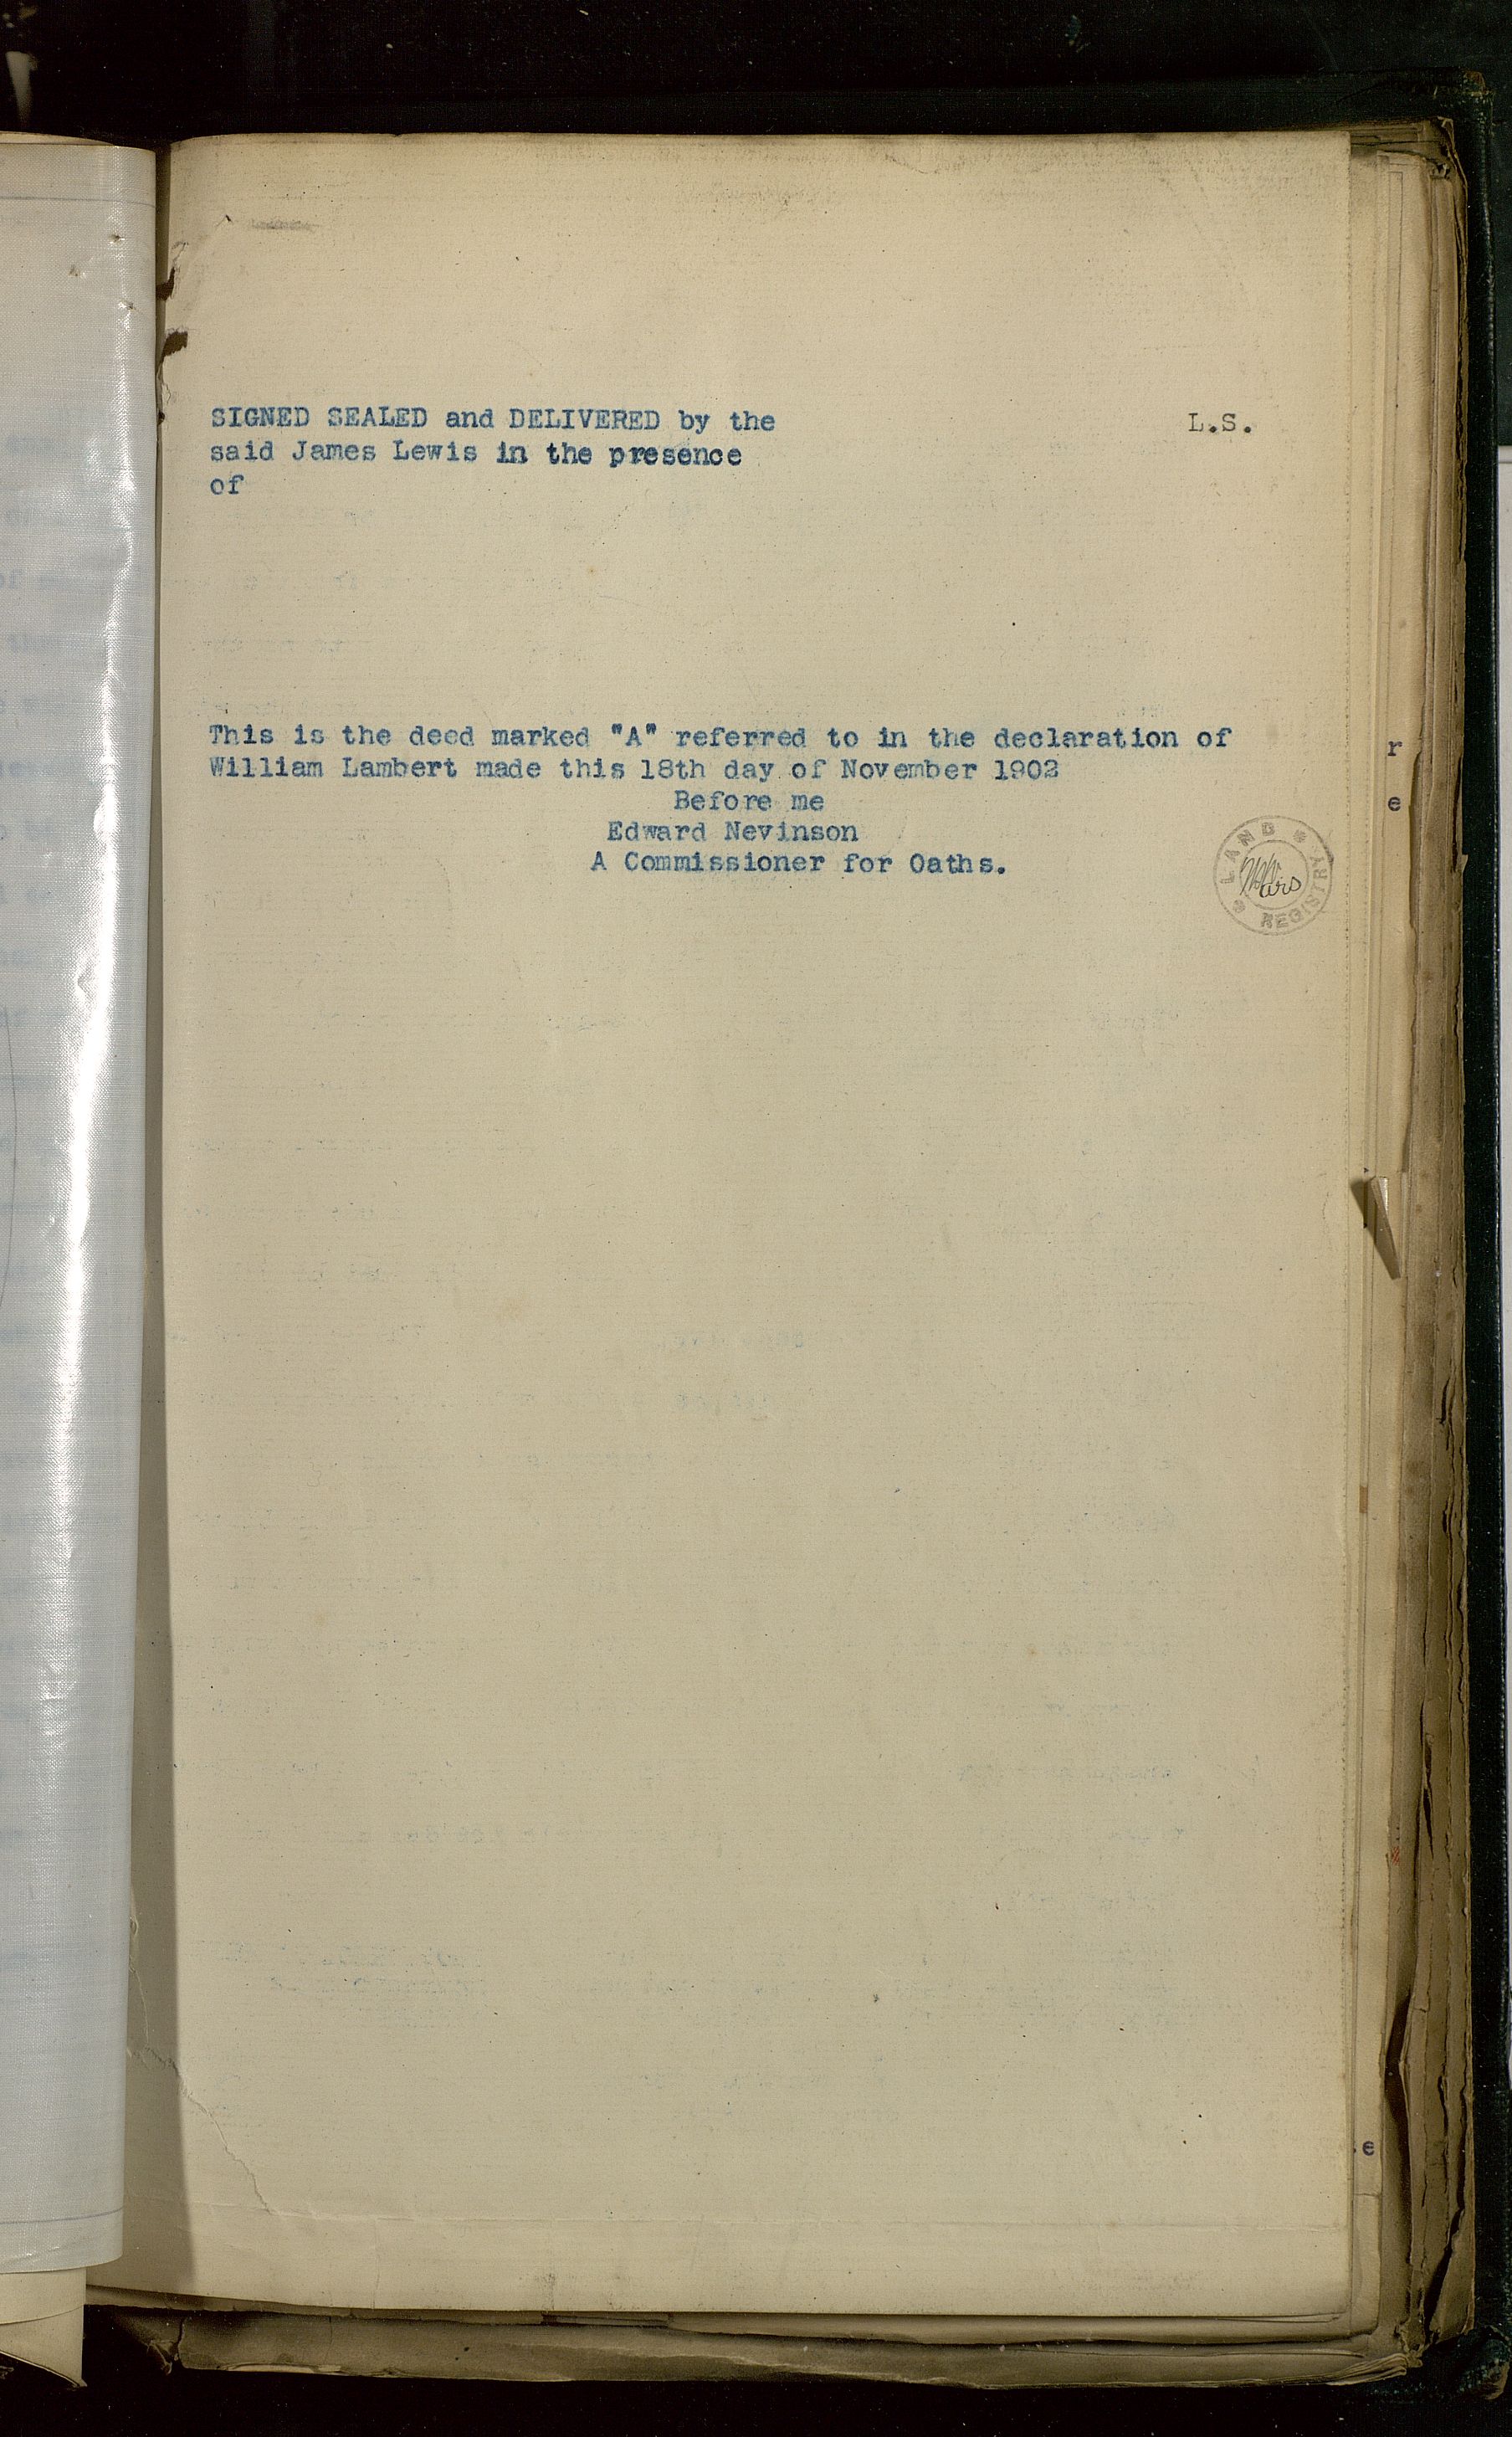 SIGNED SEALED and DELIVERED by the L.S.
said James Lewis in the presence
of
This is the deed marked "A" referred to in the declaration of
William Lambert made this 18th day of November 1902
Before me
Edward Nevinson
A Commissioner for Oaths.
LAND REGISTRY
r
e
e